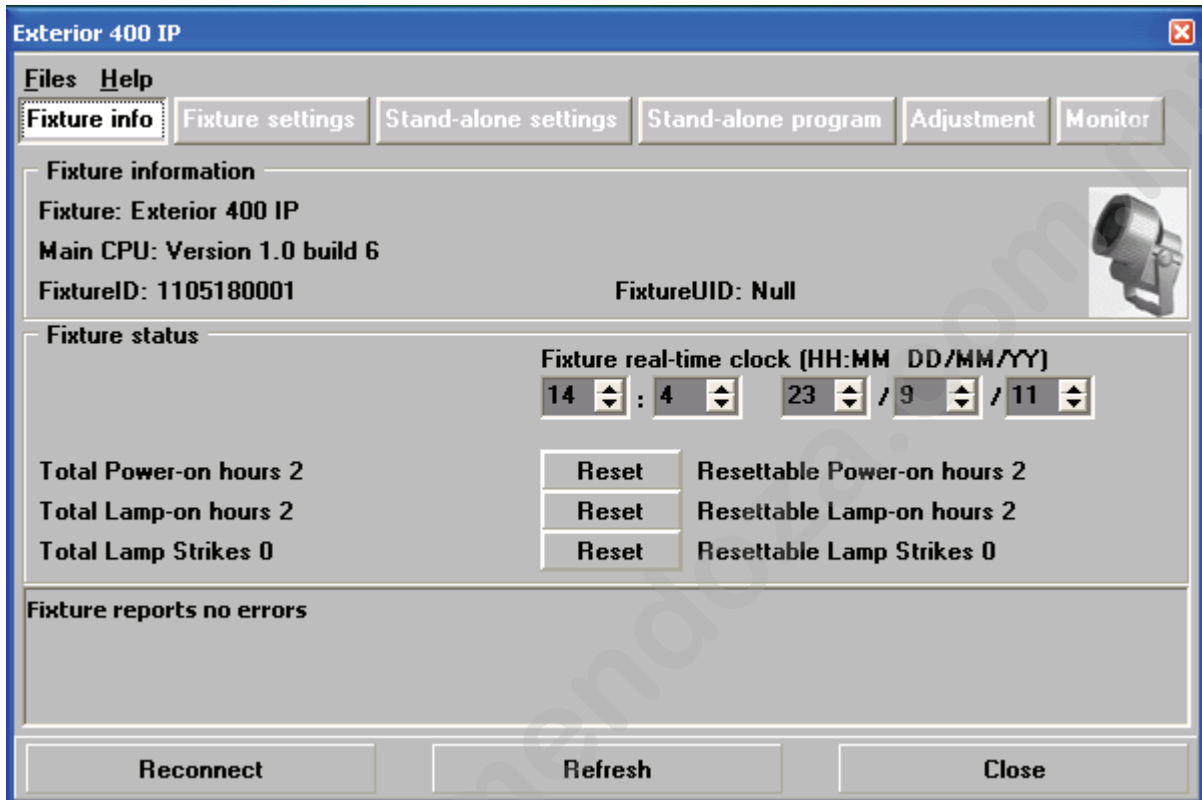 Exterior 400 IP
Files Help
Fixture info Fixture settings Stand-alone settings Stand-alone program Adjustment Monitor
Fixture information
Fixture: Exterior 400 IP
Main CPU: Version 1.0 build 6
FixtureID: 1105180001 FixtureUID: Null
Fixture status
Fixture real-time clock (HH:MM DD/MM/YY)
14 : 4 23 / 9 / 11
Total Power-on hours 2 Reset Resettable Power-on hours 2
Total Lamp-on hours 2 Reset Resettable Lamp-on hours 2
Total Lamp Strikes 0 Reset Resettable Lamp Strikes 0
Fixture reports no errors
Reconnect Refresh Close